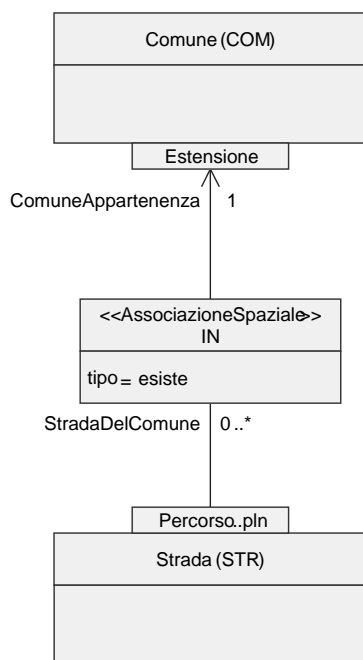 Comune (COM)
Estensione
ComuneAppartenenza 1
<<AssociazioneSpaziale>>
IN
tipo = esiste
StradaDelComune 0..*
Percorso..pln
Strada (STR)